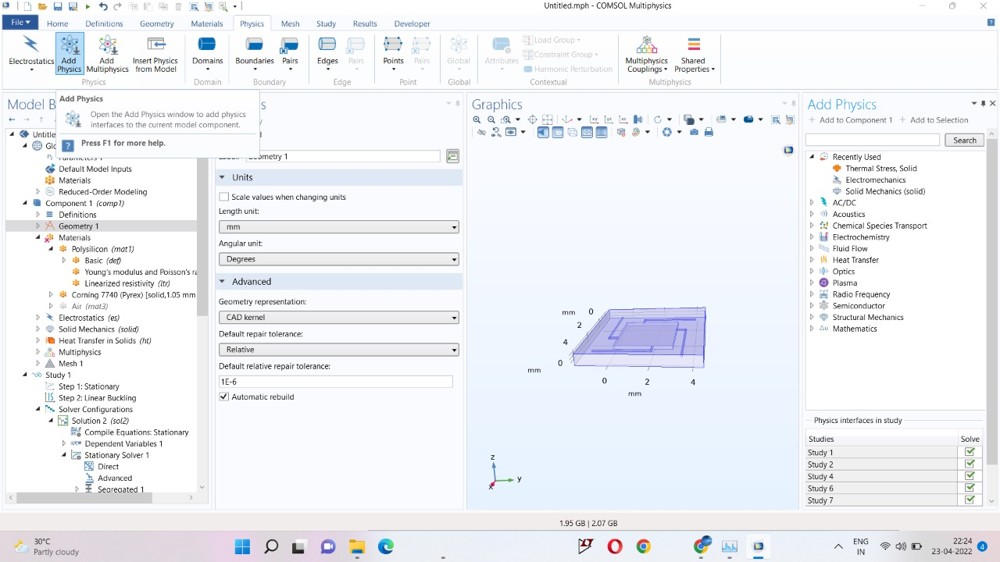 Untitled.mph - COMSOL Multiphysics
File
Home
Definitions
Geometry
Materials
Physics
Mesh
Study
Results
Developer
Electrostatics
Add Physics
Add Multiphysics
Insert Physics from Model
Domains
Boundaries
Pairs
Edges
Pairs
Points
Pairs
Global
Attributes
Load Group
Constraint Group
Harmonic Perturbation
Multiphysics Couplings
Shared Properties
Physics
Domain
Boundary
Edge
Point
Global
Contextual
Multiphysics
Model B
Add Physics
Open the Add Physics window to add physics
interfaces to the current model component.
Press F1 for more help.
Untitle
Glo
Parameters 1
Default Model Inputs
Materials
Reduced-Order Modeling
Component 1 (comp1)
Definitions
Geometry 1
Materials
Polysilicon (mat1)
Basic (def)
Young's modulus and Poisson's ra
Linearized resistivity (ltr)
Corning 7740 (Pyrex) [solid,1.05 mm
Air (mat3)
Electrostatics (es)
Solid Mechanics (solid)
Heat Transfer in Solids (ht)
Multiphysics
Mesh 1
Study 1
Step 1: Stationary
Step 2: Linear Buckling
Solver Configurations
Solution 2 (sol2)
Compile Equations: Stationary
Dependent Variables 1
Stationary Solver 1
Direct
Advanced
Segregated 1
Label: Geometry 1
Units
Scale values when changing units
Length unit:
mm
Angular unit:
Degrees
Advanced
Geometry representation:
CAD kernel
Default repair tolerance:
Relative
Default relative repair tolerance:
1E-6
Automatic rebuild
Graphics
mm
0
2
4
0
mm
0
2
4
mm
z
y
x
Add Physics
+ Add to Component 1
+ Add to Selection
Search
Recently Used
Thermal Stress, Solid
Electromechanics
Solid Mechanics (solid)
AC/DC
Acoustics
Chemical Species Transport
Electrochemistry
Fluid Flow
Heat Transfer
Optics
Plasma
Radio Frequency
Semiconductor
Structural Mechanics
Δu Mathematics
Physics interfaces in study
Studies Solve
Study 1
Study 2
Study 4
Study 6
Study 7
1.95 GB | 2.07 GB
30°C
Partly cloudy
ENG
IN
22:24
23-04-2022
4